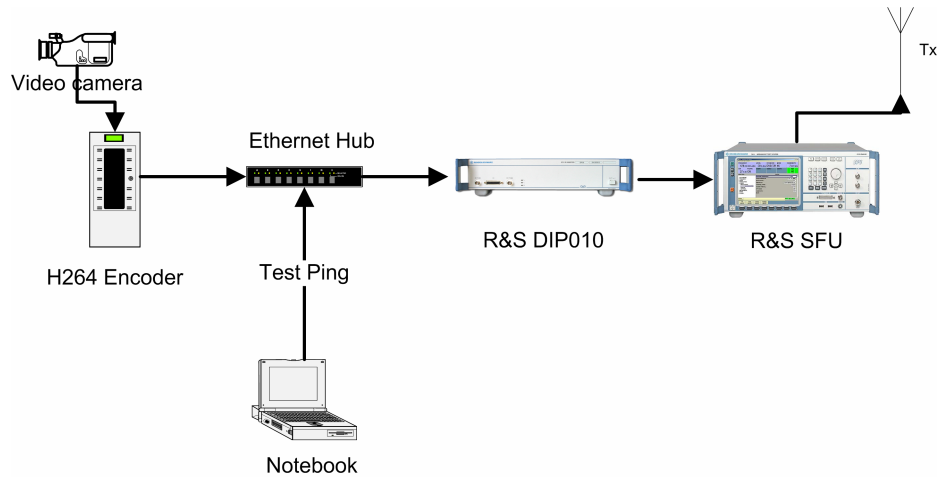 Tx
Video camera
Ethernet Hub
R&S DIP010
R&S SFU
H264 Encoder
Test Ping
Notebook